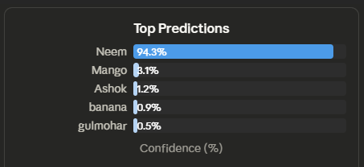 Top Predictions
Neem 94.3%
Mango 3.1%
Ashok 1.2%
banana 0.9%
gulmohar 0.5%
Confidence (%)